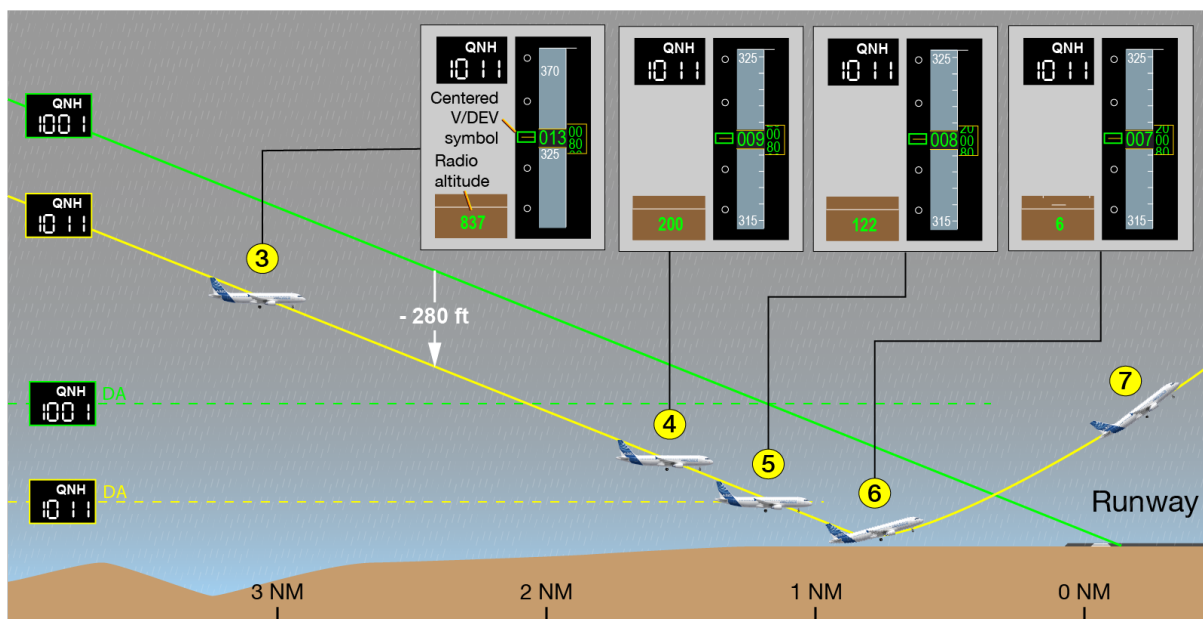 QNH
1011
370
013
00
80
325
Centered
V/DEV
symbol
Radio
altitude
837
QNH
1011
325
009
00
80
315
200
QNH
1011
325
008
20
00
80
315
122
QNH
1011
325
007
20
00
80
315
6
QNH
1001
QNH
1011
3
- 280 ft
QNH
1001
DA
QNH
1011
DA
4
5
6
7
Runway
3 NM
2 NM
1 NM
0 NM